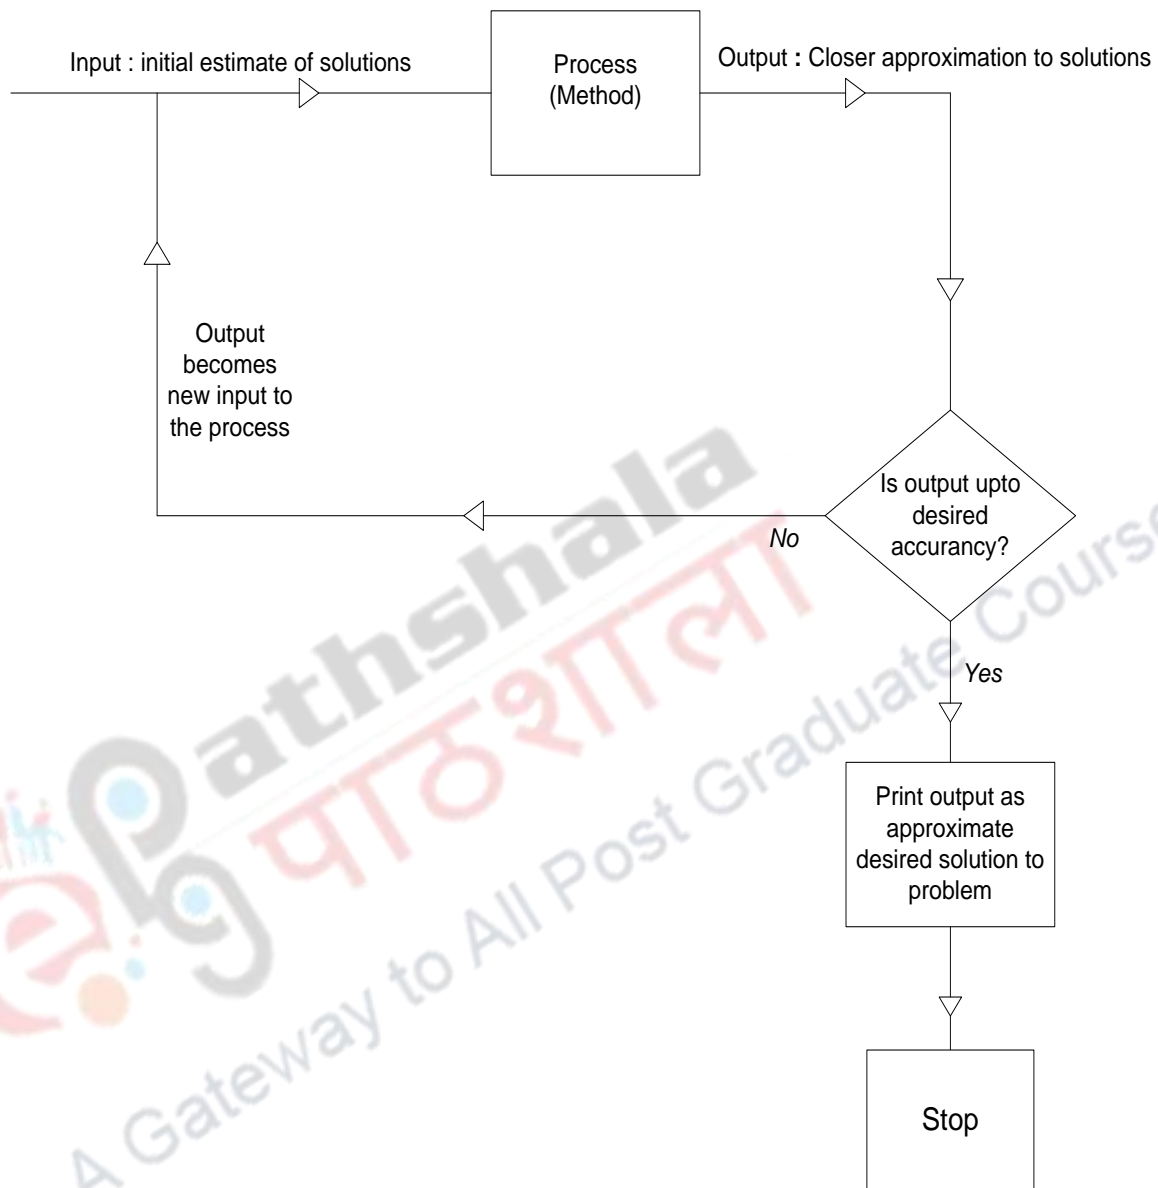 Input : initial estimate of solutions
Process
(Method)
Output : Closer approximation to solutions
Output
becomes
new input to
the process
Is output upto
desired
accurancy?
No
Yes
Print output as
approximate
desired solution to
problem
Stop
athshala
पाठशाला
A Gateway to All Post Graduate Course